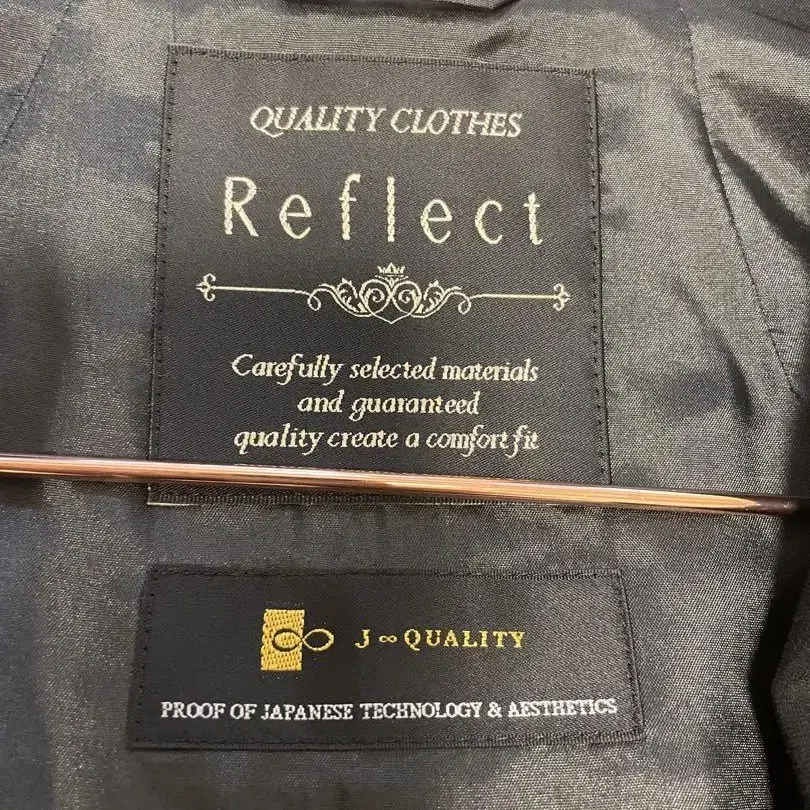 QUALITY CLOTHES
Reflect
Carefully selected materials
and guaranteed
quality create a comfort fit
J∞QUALITY
PROOF OF JAPANESE TECHNOLOGY & AESTHETICS